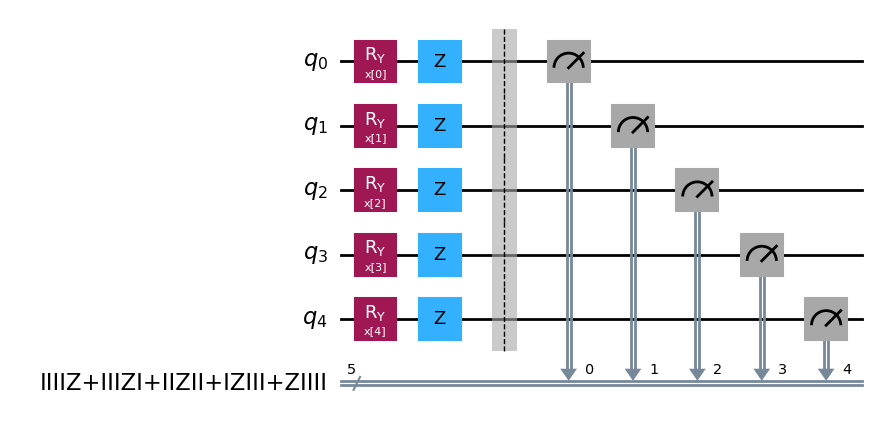 q0 RY x[0] Z
q1 RY x[1] Z
q2 RY x[2] Z
q3 RY x[3] Z
q4 RY x[4] Z
IIIIZ+IIIZI+IIZII+IZIII+ZIIII 5 0 1 2 3 4